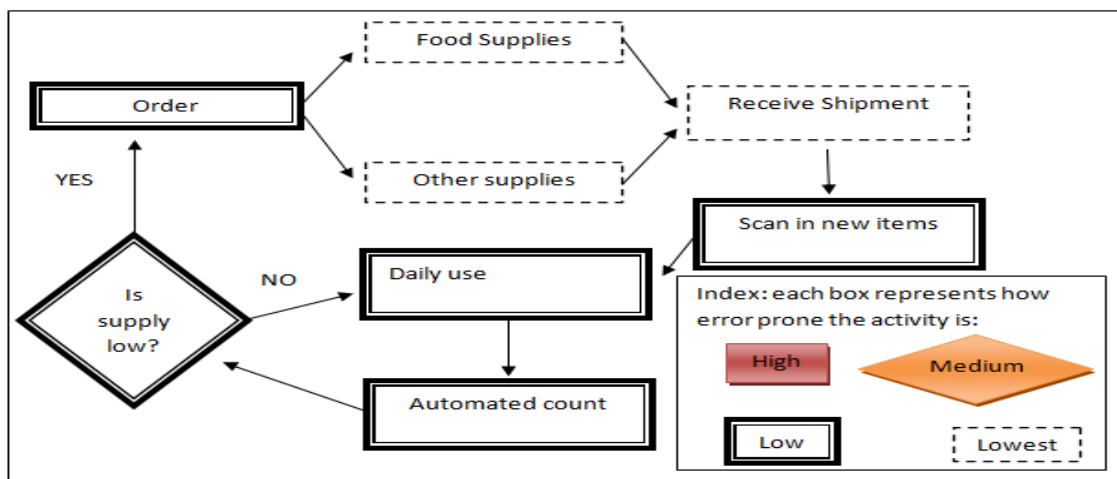 Food Supplies
Order
Receive Shipment
YES
Other supplies
Scan in new items
Daily use
NO
Is
supply
low?
Automated count
Index: each box represents how
error prone the activity is:
High
Medium
Low
Lowest